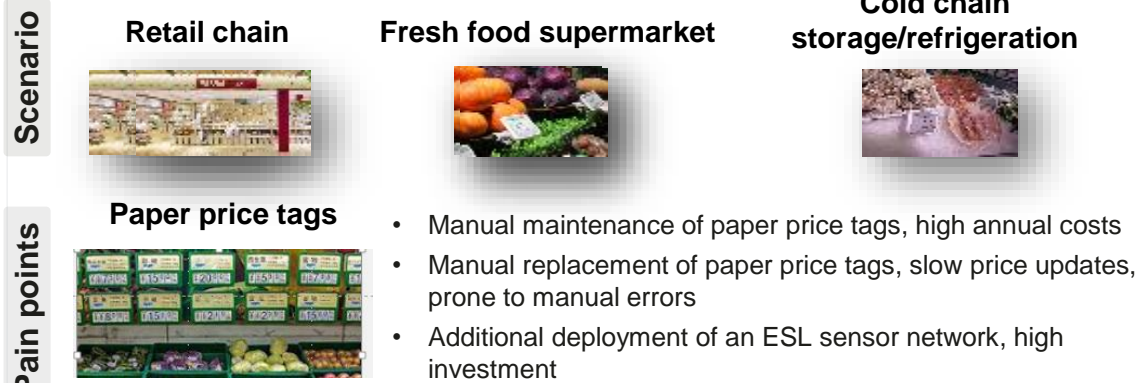 Scenario
Retail chain
Fresh food supermarket
Cold chain
storage/refrigeration
Pain points
Paper price tags
• Manual maintenance of paper price tags, high annual costs
• Manual replacement of paper price tags, slow price updates,
prone to manual errors
• Additional deployment of an ESL sensor network, high
investment